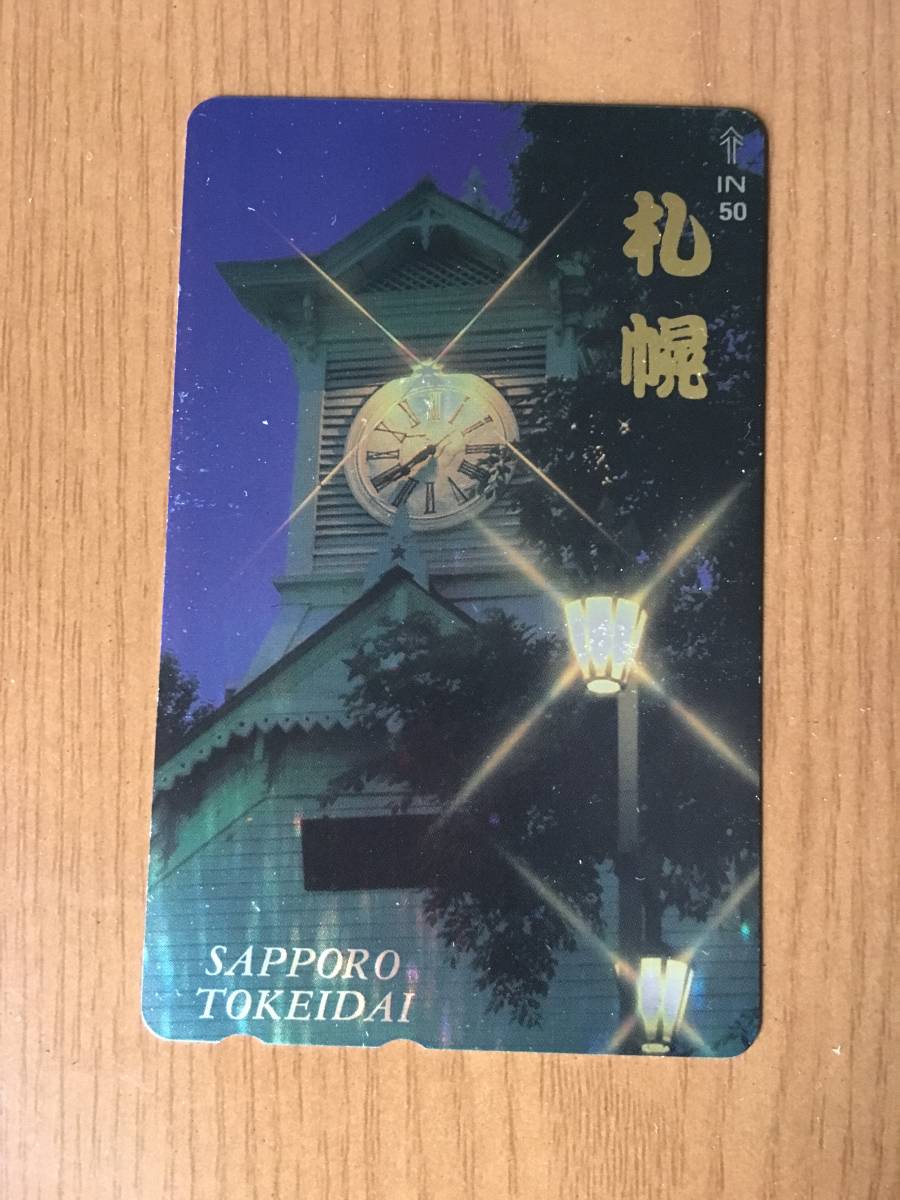 IN
50
札幌
SAPPORO
TOKEIDAI